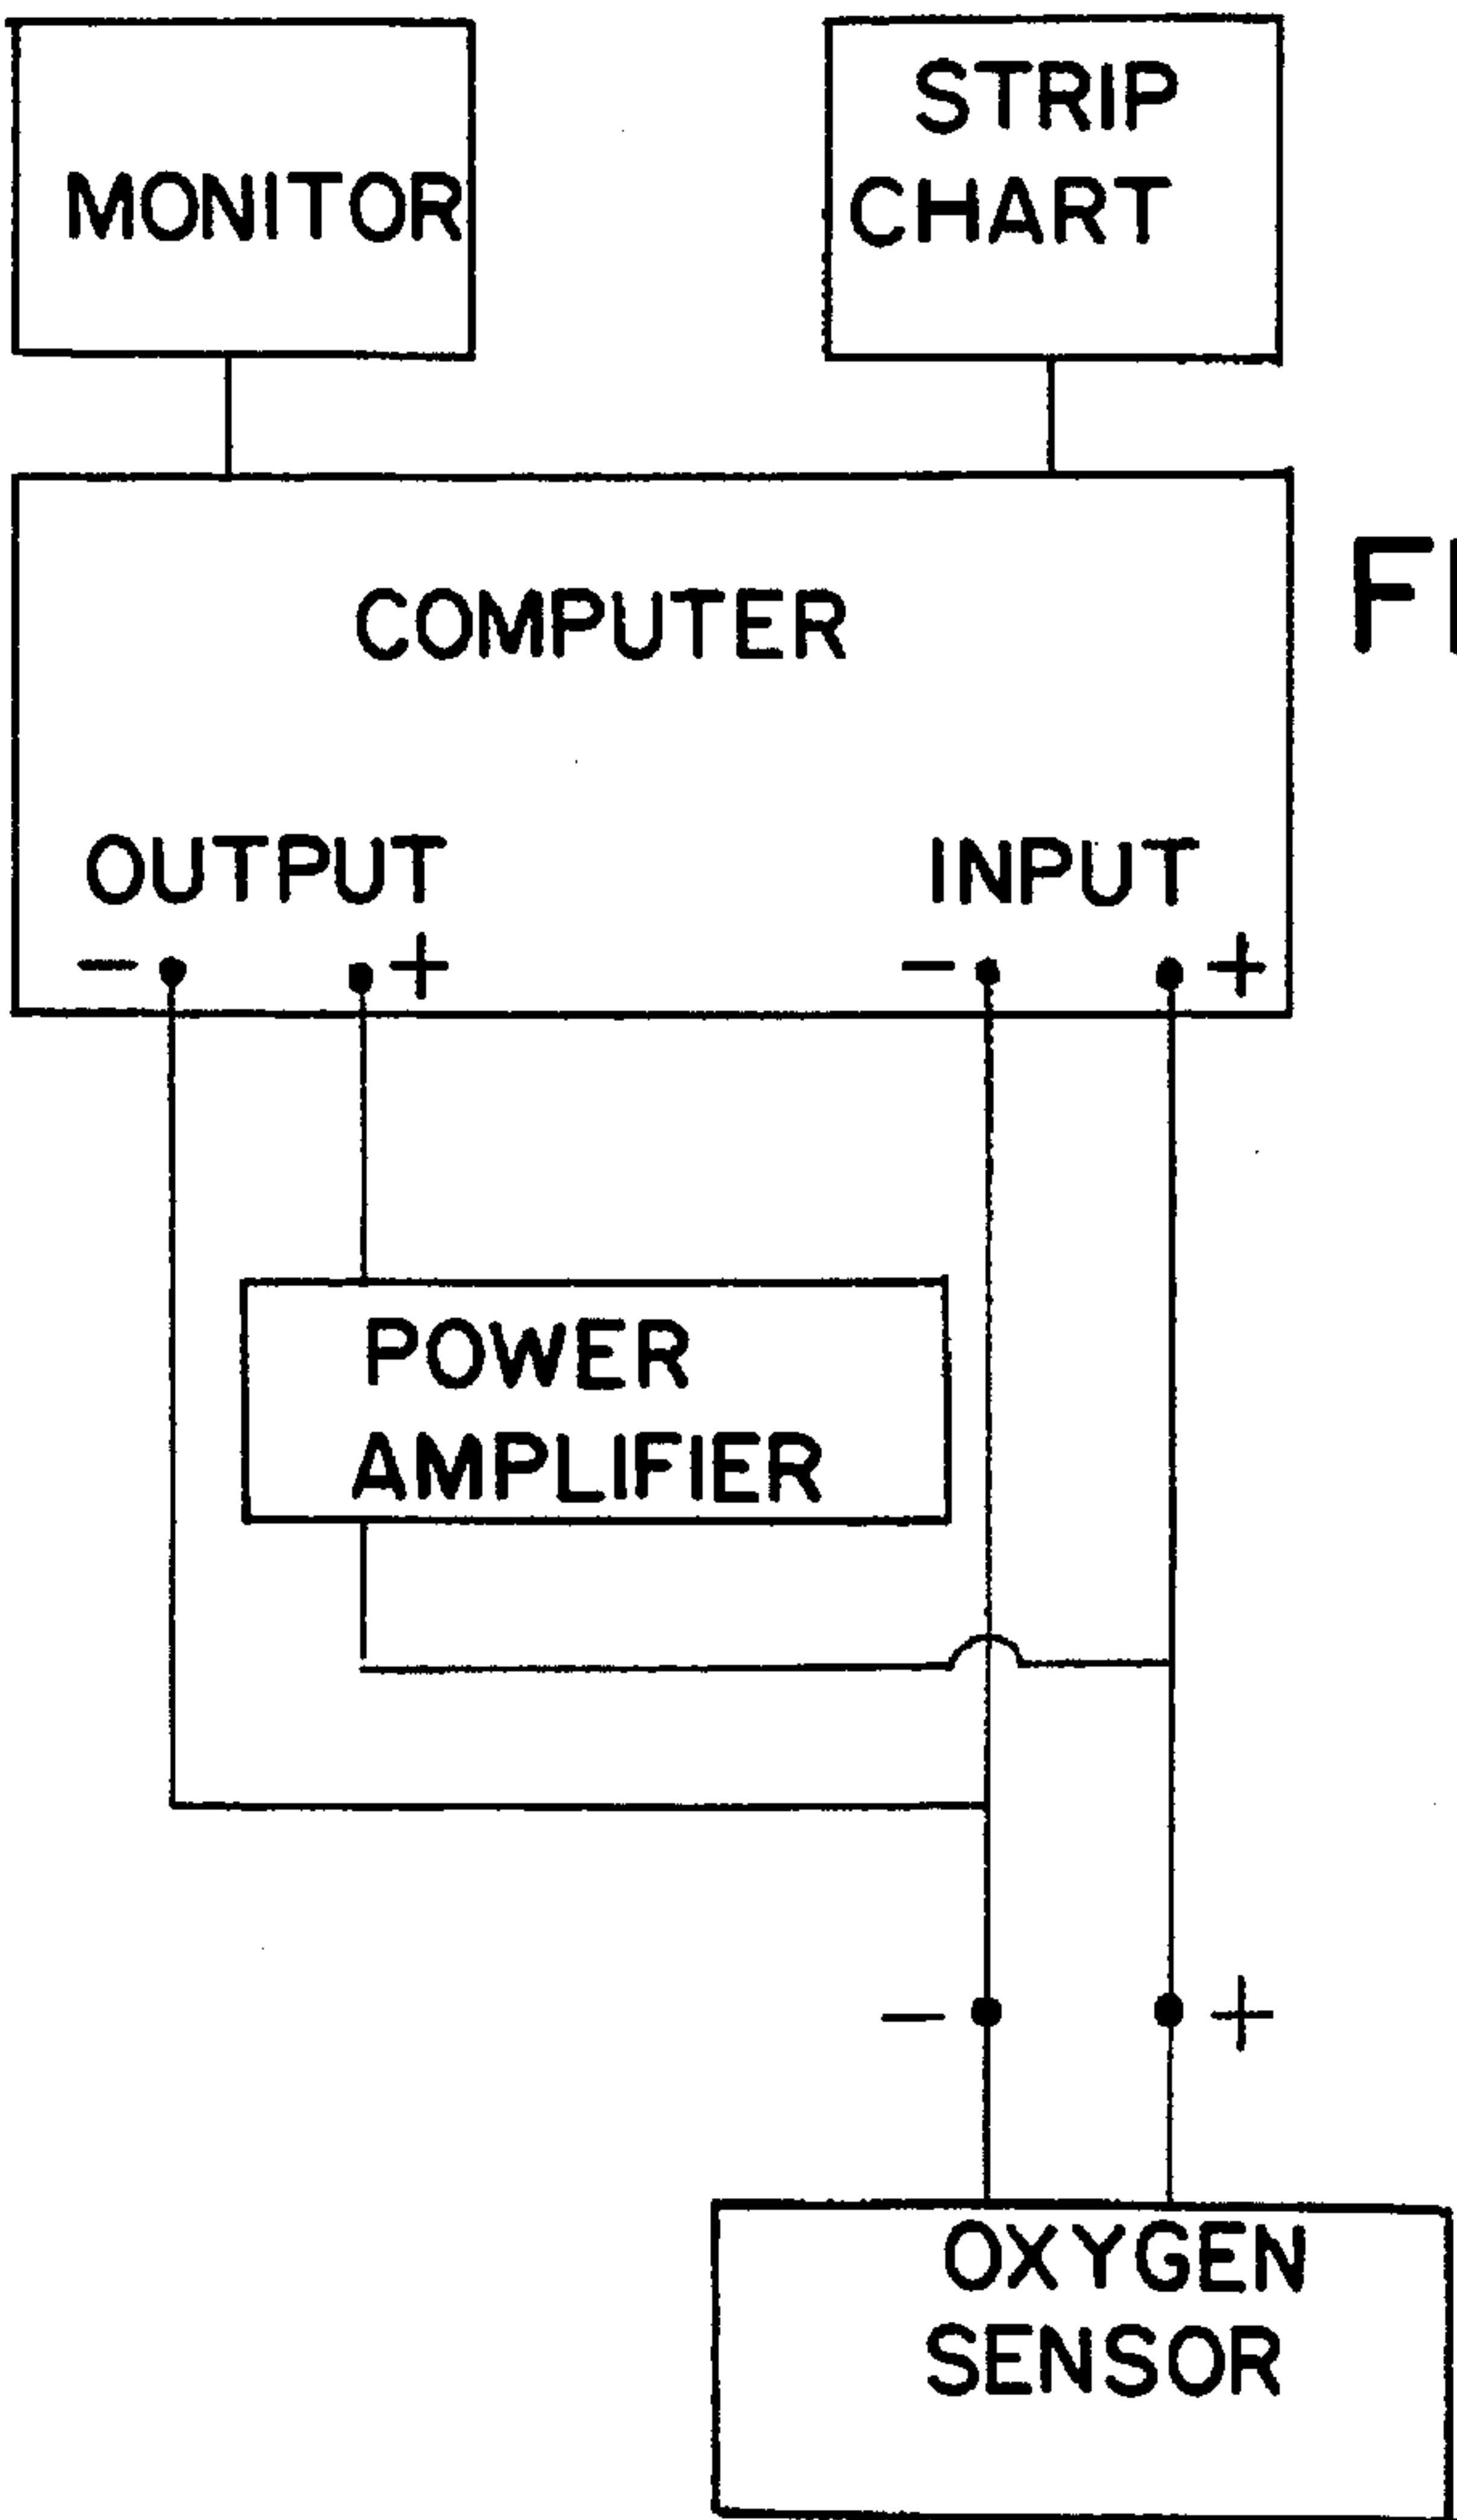 MONITOR
STRIP
CHART
COMPUTER
OUTPUT
INPUT
- +
- +
POWER
AMPLIFIER
- +
OXYGEN
SENSOR